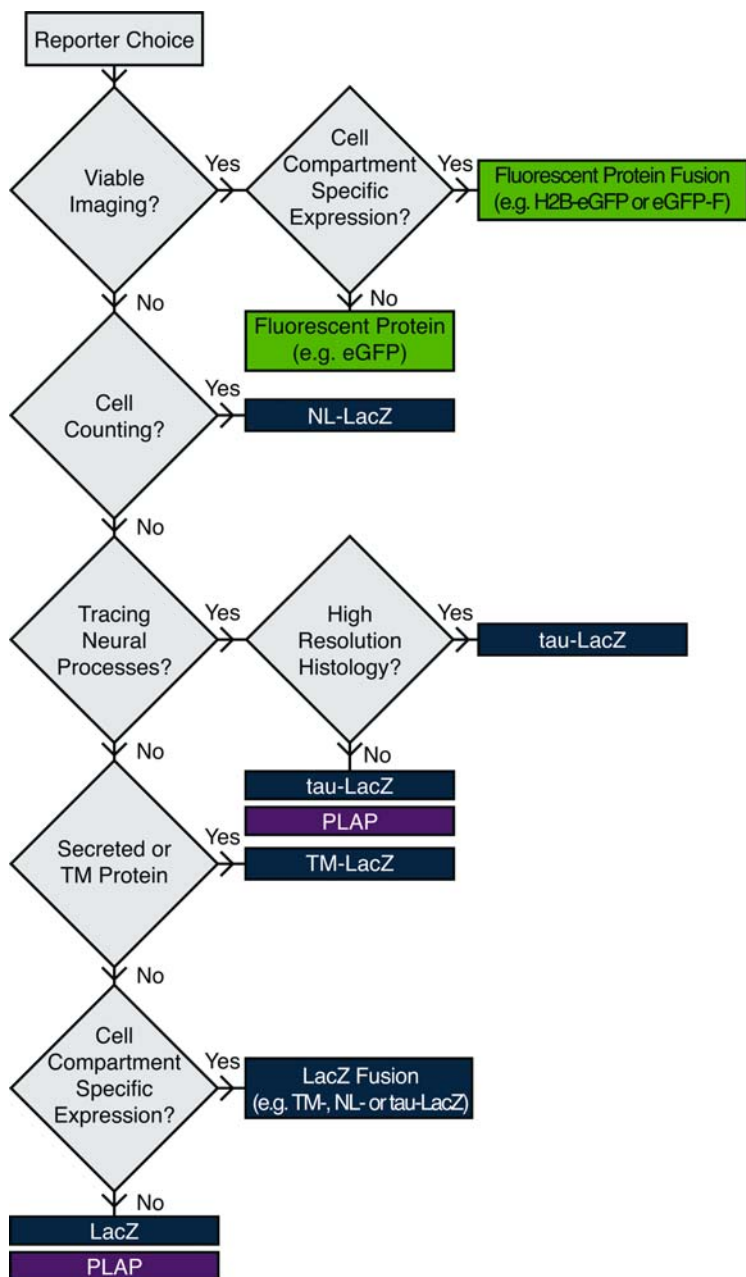 Reporter Choice
Viable
Imaging?
Yes
Cell
Compartment
Specific
Expression?
Yes
Fluorescent Protein Fusion
(e.g. H2B-eGFP or eGFP-F)
No
No
Fluorescent Protein
(e.g. eGFP)
Cell
Counting?
Yes
NL-LacZ
No
Tracing
Neural
Processes?
Yes
High
Resolution
Histology?
Yes
tau-LacZ
No
No
tau-LacZ
PLAP
Secreted or
TM Protein
Yes
TM-LacZ
No
Cell
Compartment
Specific
Expression?
Yes
LacZ Fusion
(e.g. TM-, NL- or tau-LacZ)
No
LacZ
PLAP